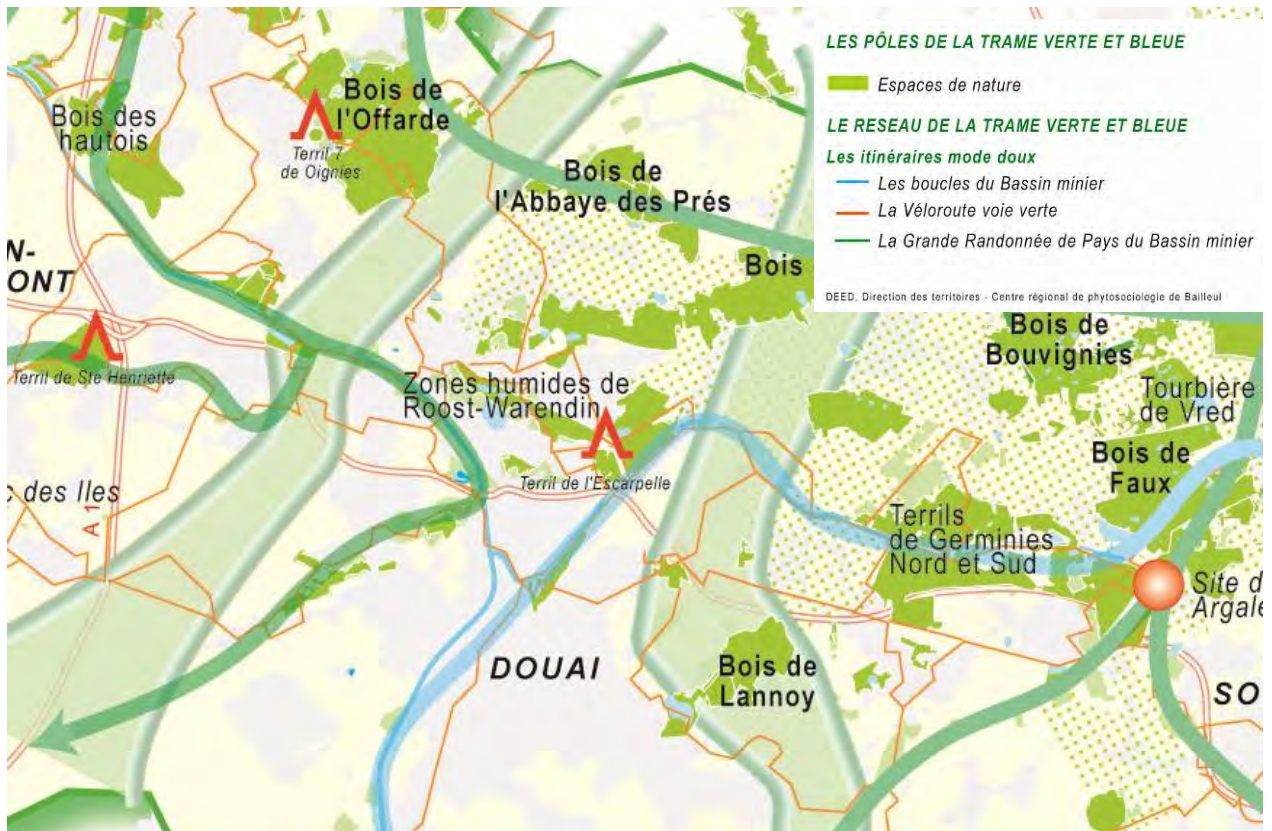 LES PÔLES DE LA TRAME VERTE ET BLEUE
Espaces de nature
LE RESEAU DE LA TRAME VERTE ET BLEUE
Les itinéraires mode doux
Les boucles du Bassin minier
La Véloroute voie verte
La Grande Randonnée de Pays du Bassin minier
DEED, Direction des territoires - Centre régional de phytosociologie de Bailleul
Bois des
hautois
Bois de
l'Offarde
Terril 7
de Oignies
Bois de
l'Abbaye des Prés
Bois
N-
ONT
Terril de Ste Henriette
Zones humides de
Roost-Warendin
Terril de l'Escarpelle
Bois de
Bouvignies
Tourbière
de Vred
Bois de
Faux
c des Iles
A 1
Terrils
de Germinies
Nord et Sud
Site d
Argale
DOUAI
Bois de
Lannoy
SO